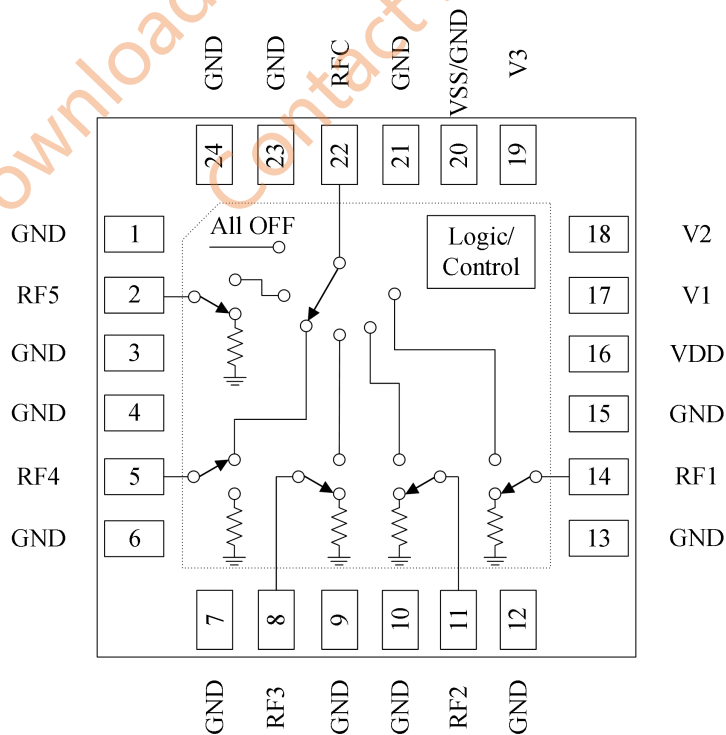 Downloa
Contact
GND
GND
RFC
GND
VSS/GND
V3
24
23
22
21
20
19
GND 1
RF5 2
GND 3
GND 4
RF4 5
GND 6
All OFF
Logic/
Control
18 V2
17 V1
16 VDD
15 GND
14 RF1
13 GND
7
8
9
10
11
12
GND
RF3
GND
GND
RF2
GND